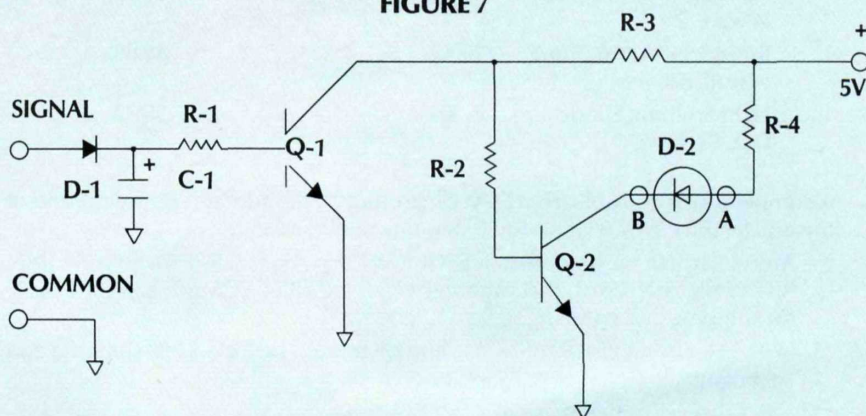 FIGURE 7
R-3
+
5V
SIGNAL
R-1
Q-1
R-4
D-2
R-2
D-1
+
C-1
B
A
Q-2
COMMON